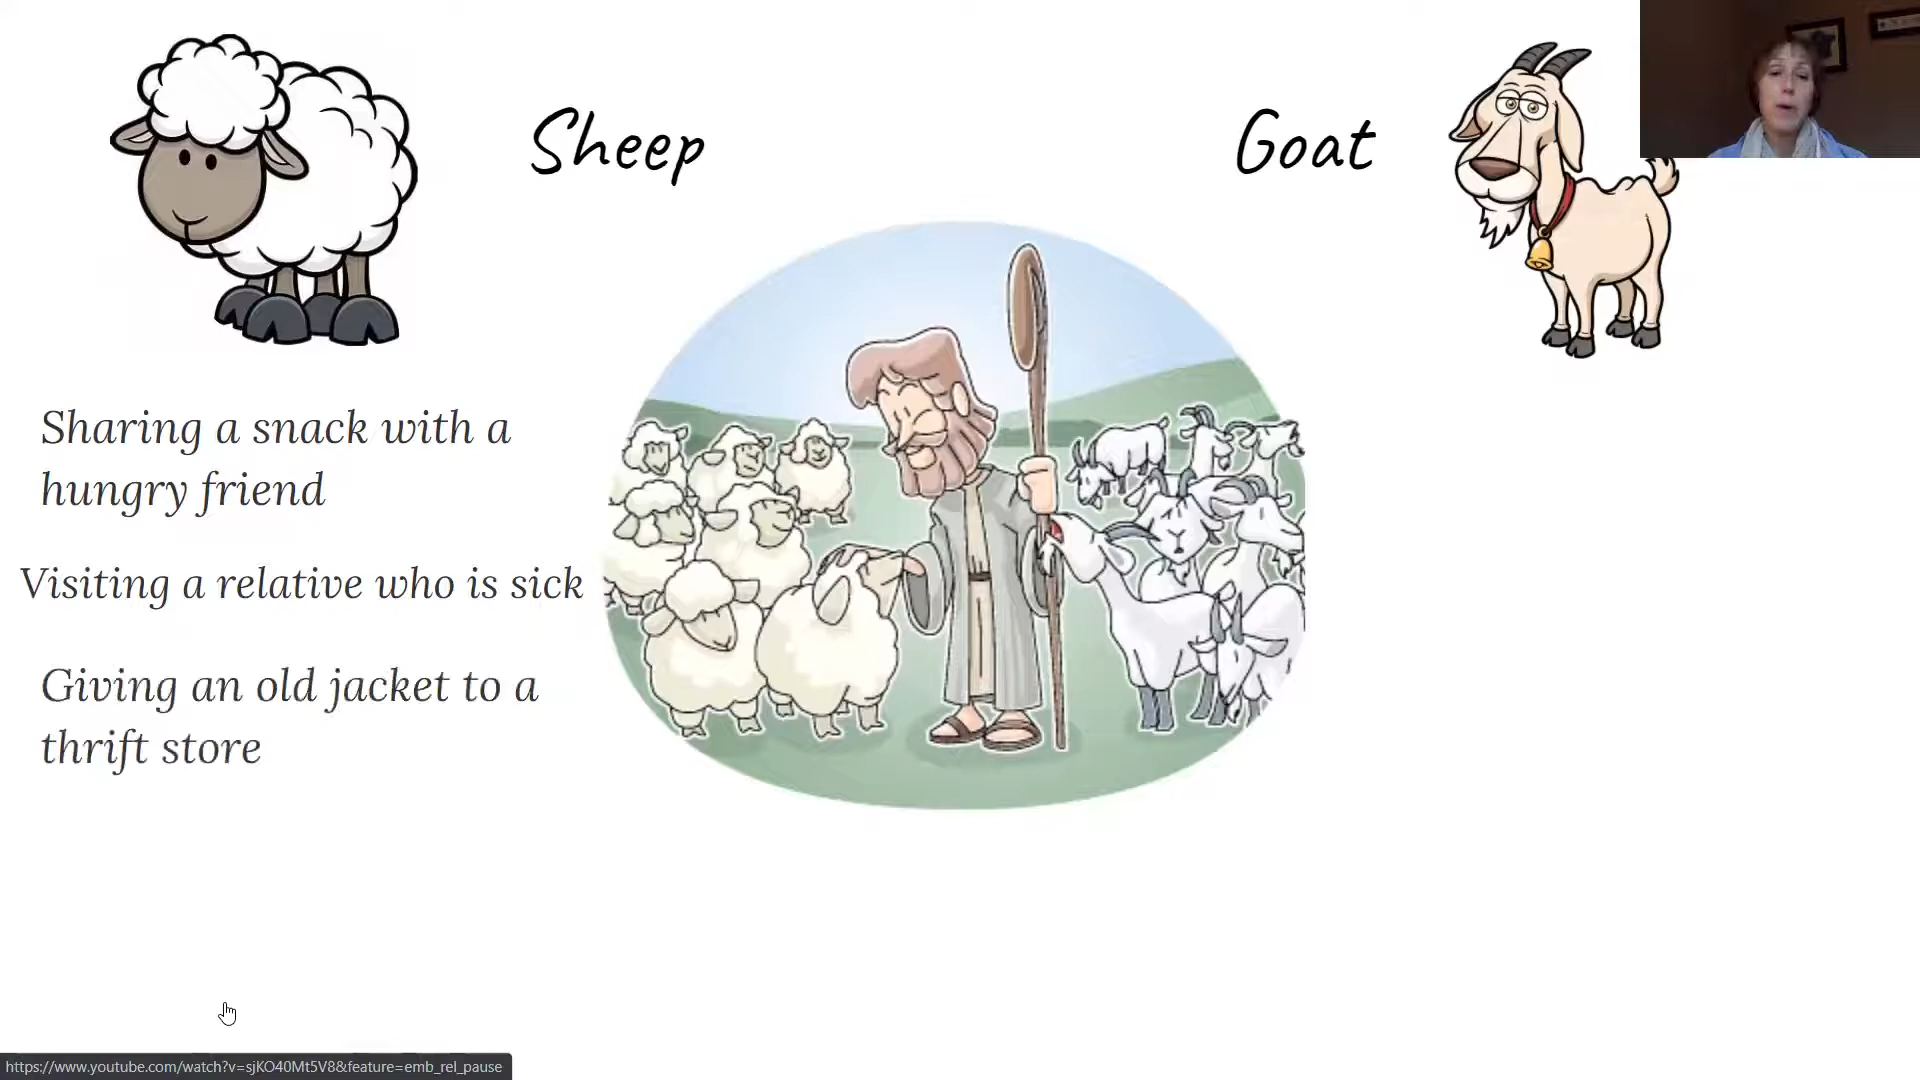 Sheep
Goat
Sharing a snack with a
hungry friend
Visiting a relative who is sick
Giving an old jacket to a
thrift store
https://www.youtube.com/watch?v=sjKO40Mt5V8&feature=emb_rel_pause